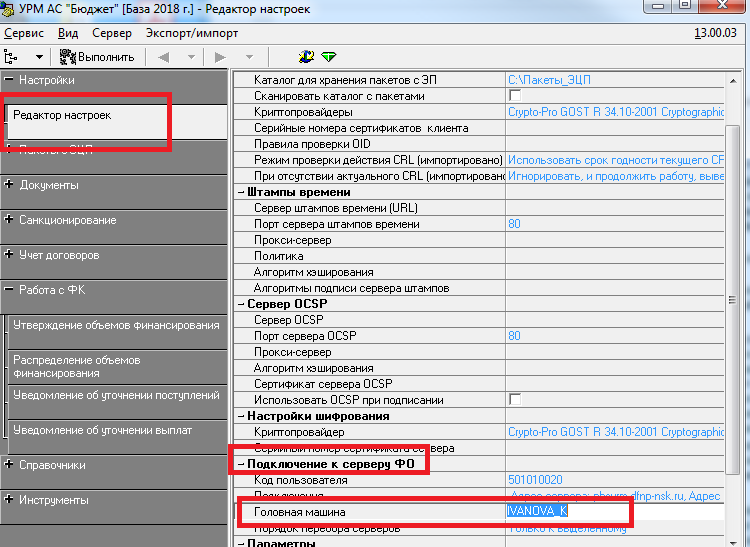 УРМ АС "Бюджет" [База 2018 г.] - Редактор настроек
Сервис Вид Сервер Экспорт/импорт 13.00.03
Выполнить
Настройки
Редактор настроек
Документы
Санкционирование
Учет договоров
Работа с ФК
Утверждение объемов финансирования
Распределение объемов
финансирования
Уведомление об уточнении поступлений
Уведомление об уточнении выплат
Справочники
Инструменты
Каталог для хранения пакетов с ЭП C:\Пакеты_ЭЦП
Сканировать каталог с пакетами
Криптопровайдеры Crypto-Pro GOST R 34.10-2001 Cryptographic
Серийные номера сертификатов клиента
Правила проверки OID
Режим проверки действия CRL (импортировано) Использовать срок годности текущего CF
При отсутствии актуального CRL (импортировано Игнорировать, и продолжить работу, выве
Штампы времени
Сервер штампов времени (URL)
Порт сервера штампов времени 80
Прокси-сервер
Политика
Алгоритм хэширования
Алгоритмы подписи сервера штампов
Сервер OCSP
Сервер OCSP
Порт сервера OCSP 80
Прокси-сервер
Алгоритм хэширования
Сертификат сервера OCSP
Использовать OCSP при подписании
Настройки шифрования
Криптопровайдер Crypto-Pro GOST R 34.10-2001 Cryptographic
Серийный номер сертификата сервера
Подключение к серверу ФО
Код пользователя 501010020
Подключения Адрес сервера: dfnp-nsk.ru, Адрес
Головная машина IVANOVA_K
Порядок перебора серверов Только к выделенному
Параметры